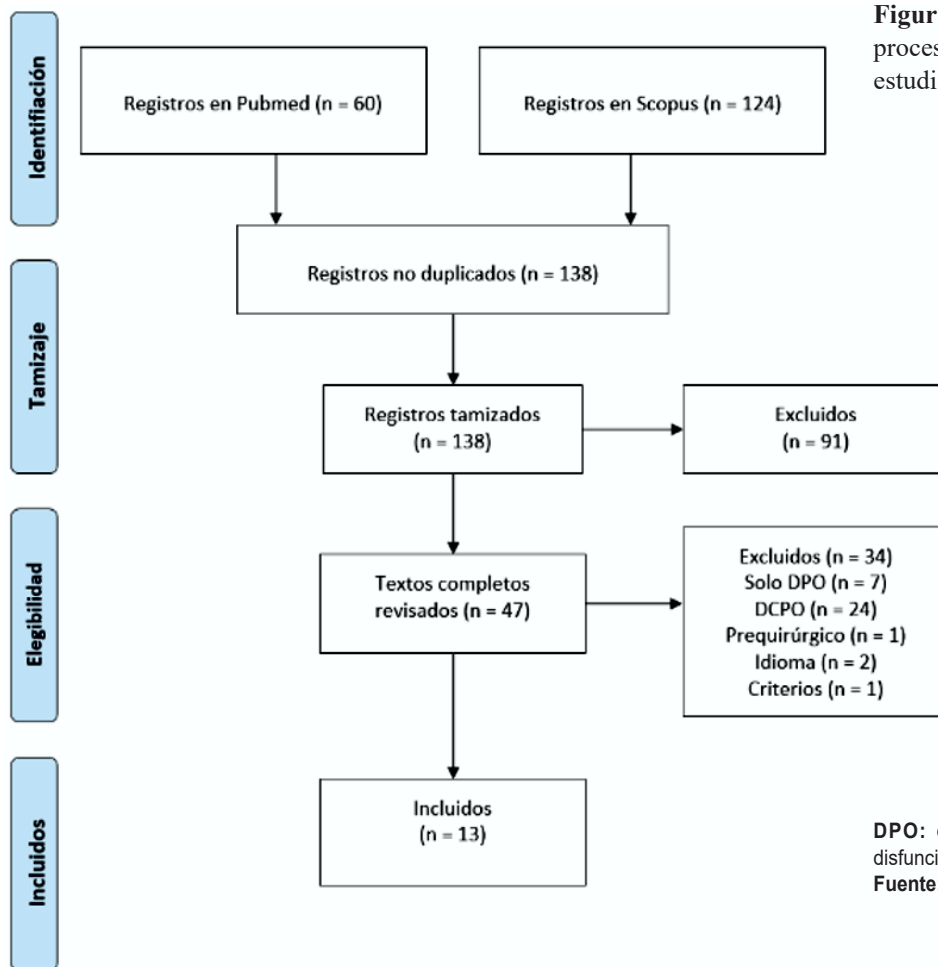 Figur
proces
estudi
Identifiación
Registros en Pubmed (n = 60)
Registros en Scopus (n = 124)
Registros no duplicados (n = 138)
Tamizaje
Registros tamizados
(n = 138)
Excluidos
(n = 91)
Elegibilidad
Textos completos
revisados (n = 47)
Excluidos (n = 34)
Solo DPO (n = 7)
DCPO (n = 24)
Prequirúrgico (n = 1)
Idioma (n = 2)
Criterios (n = 1)
Incluidos
Incluidos
(n = 13)
DPO:
disfunci
Fuente